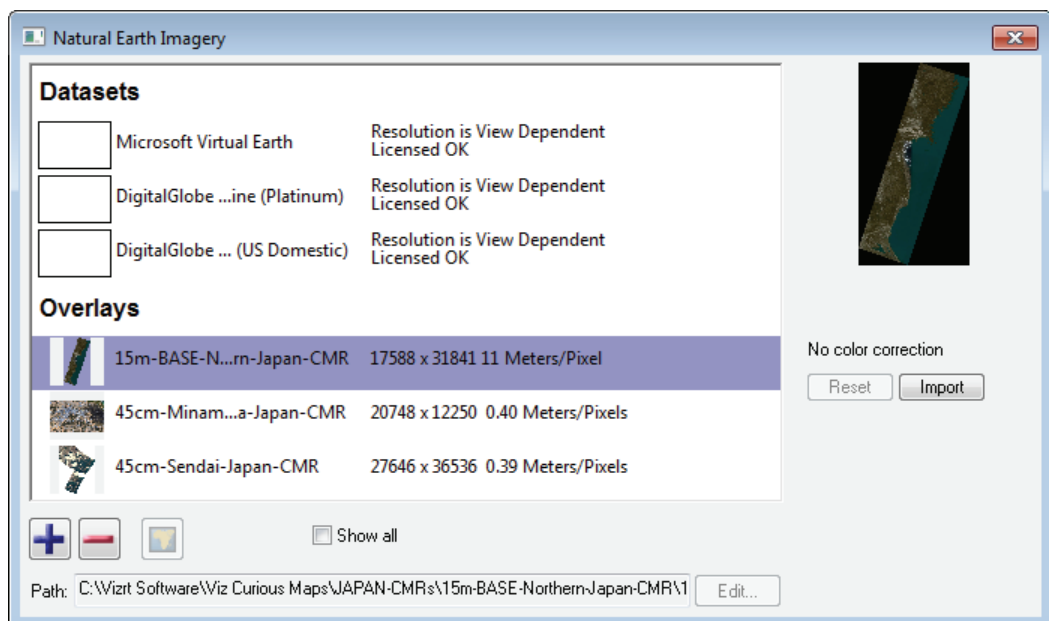 Natural Earth Imagery
Datasets
Microsoft Virtual Earth
Resolution is View Dependent
Licensed OK
DigitalGlobe ...ine (Platinum)
Resolution is View Dependent
Licensed OK
DigitalGlobe ... (US Domestic)
Resolution is View Dependent
Licensed OK
Overlays
15m-BASE-N...rn-Japan-CMR 17588 x 31841 11 Meters/Pixel
45cm-Minam...a-Japan-CMR 20748 x 12250 0.40 Meters/Pixels
45cm-Sendai-Japan-CMR 27646 x 36536 0.39 Meters/Pixels
No color correction
Reset Import
Show all
Path: C:\Vizrt Software\Viz Curious Maps\JAPAN-CMRs\15m-BASE-Northern-Japan-CMR\1 Edit...